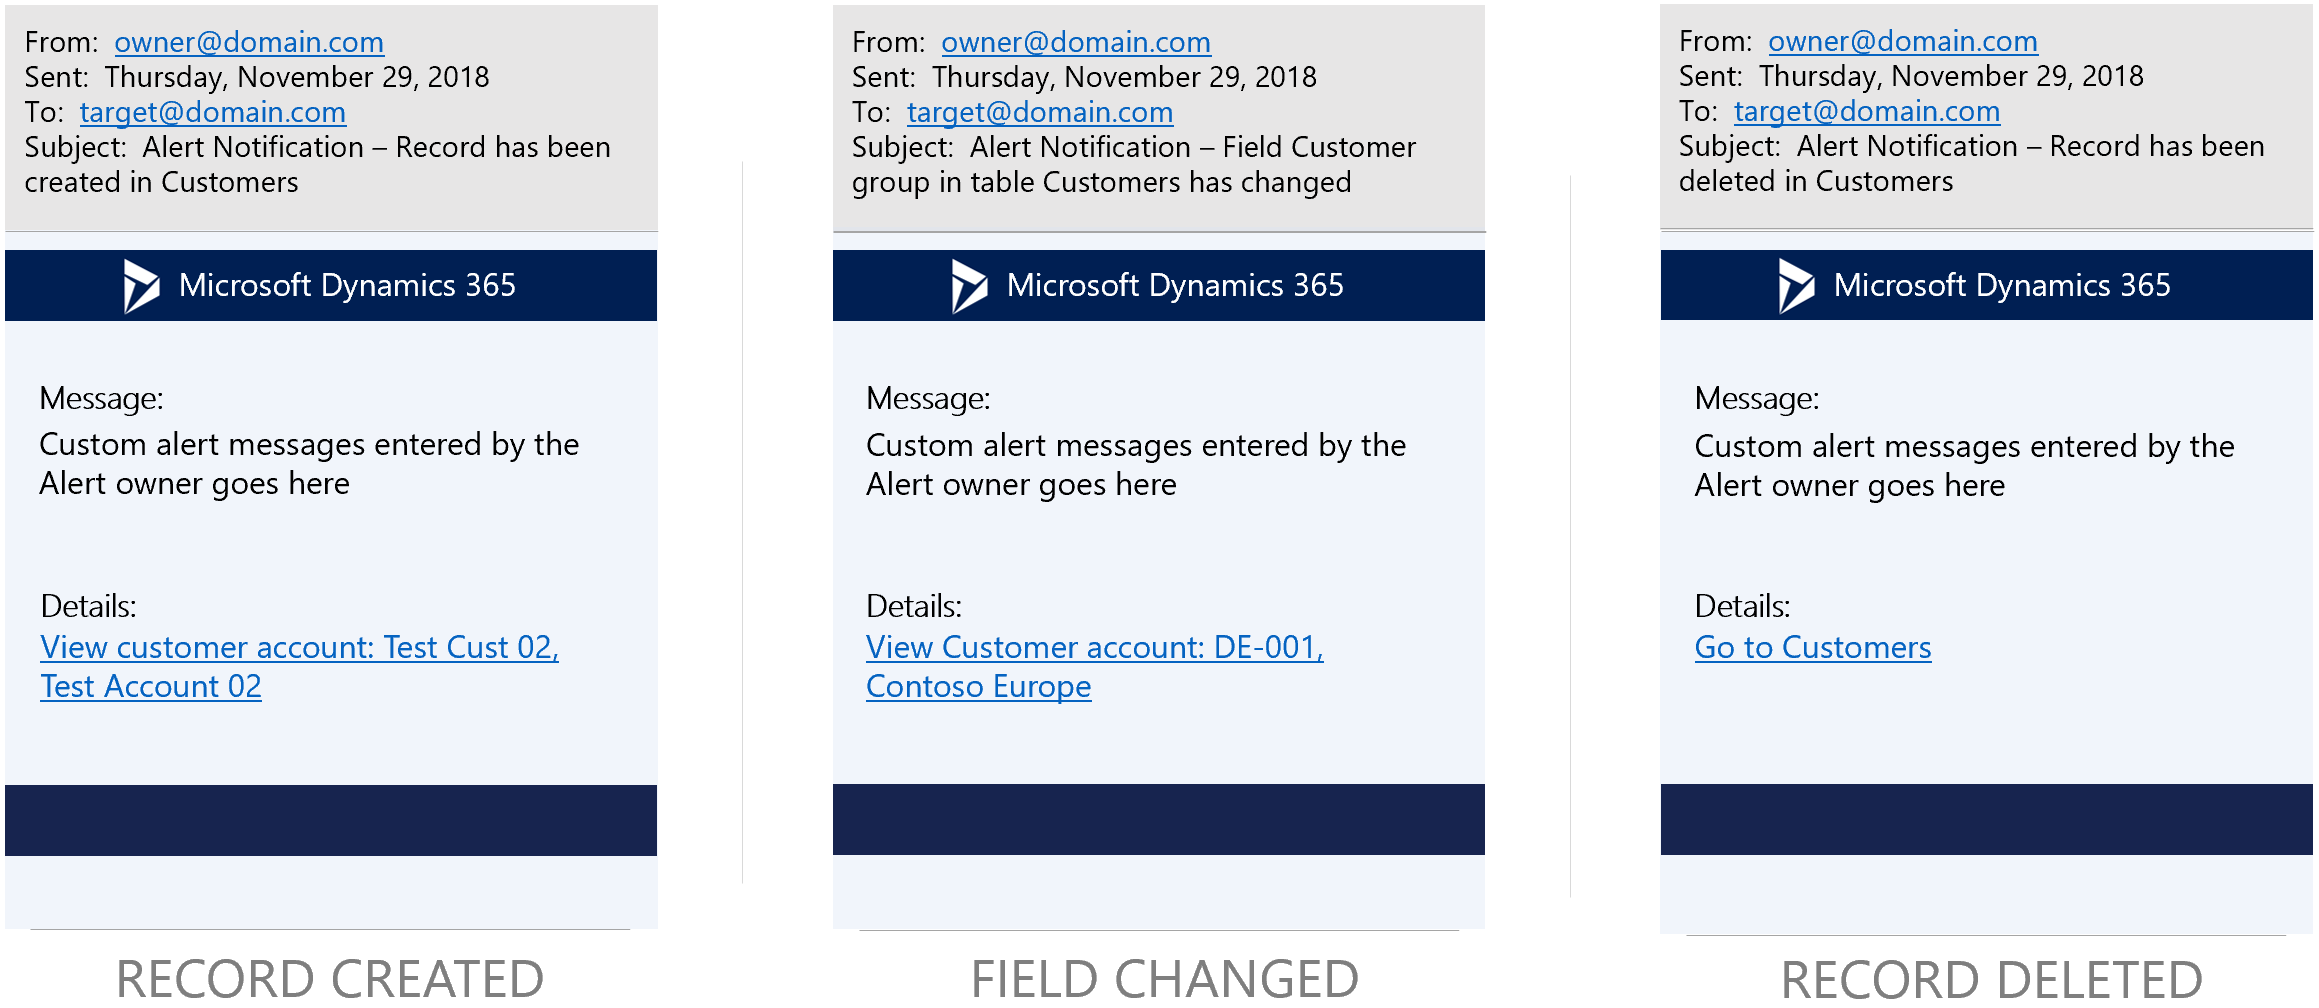 From: owner@domain.com
Sent: Thursday, November 29, 2018
To: target@domain.com
Subject: Alert Notification – Record has been
created in Customers
Microsoft Dynamics 365
Message:
Custom alert messages entered by the
Alert owner goes here
Details:
View customer account: Test Cust 02,
Test Account 02
RECORD CREATED
From: owner@domain.com
Sent: Thursday, November 29, 2018
To: target@domain.com
Subject: Alert Notification – Field Customer
group in table Customers has changed
Microsoft Dynamics 365
Message:
Custom alert messages entered by the
Alert owner goes here
Details:
View Customer account: DE-001,
Contoso Europe
FIELD CHANGED
From: owner@domain.com
Sent: Thursday, November 29, 2018
To: target@domain.com
Subject: Alert Notification – Record has been
deleted in Customers
Microsoft Dynamics 365
Message:
Custom alert messages entered by the
Alert owner goes here
Details:
Go to Customers
RECORD DELETED